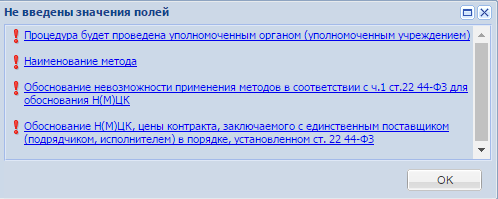 Не введены значения полей
Процедура будет проведена уполномоченным органом (уполномоченным учреждением)
Наименование метода
Обоснование невозможности применения методов в соответствии с ч.1 ст.22 44-ФЗ для
обоснования Н(М)ЦК
Обоснование Н(М)ЦК, цены контракта, заключаемого с единственным поставщиком
(подрядчиком, исполнителем) в порядке, установленном ст. 22 44-ФЗ
OK